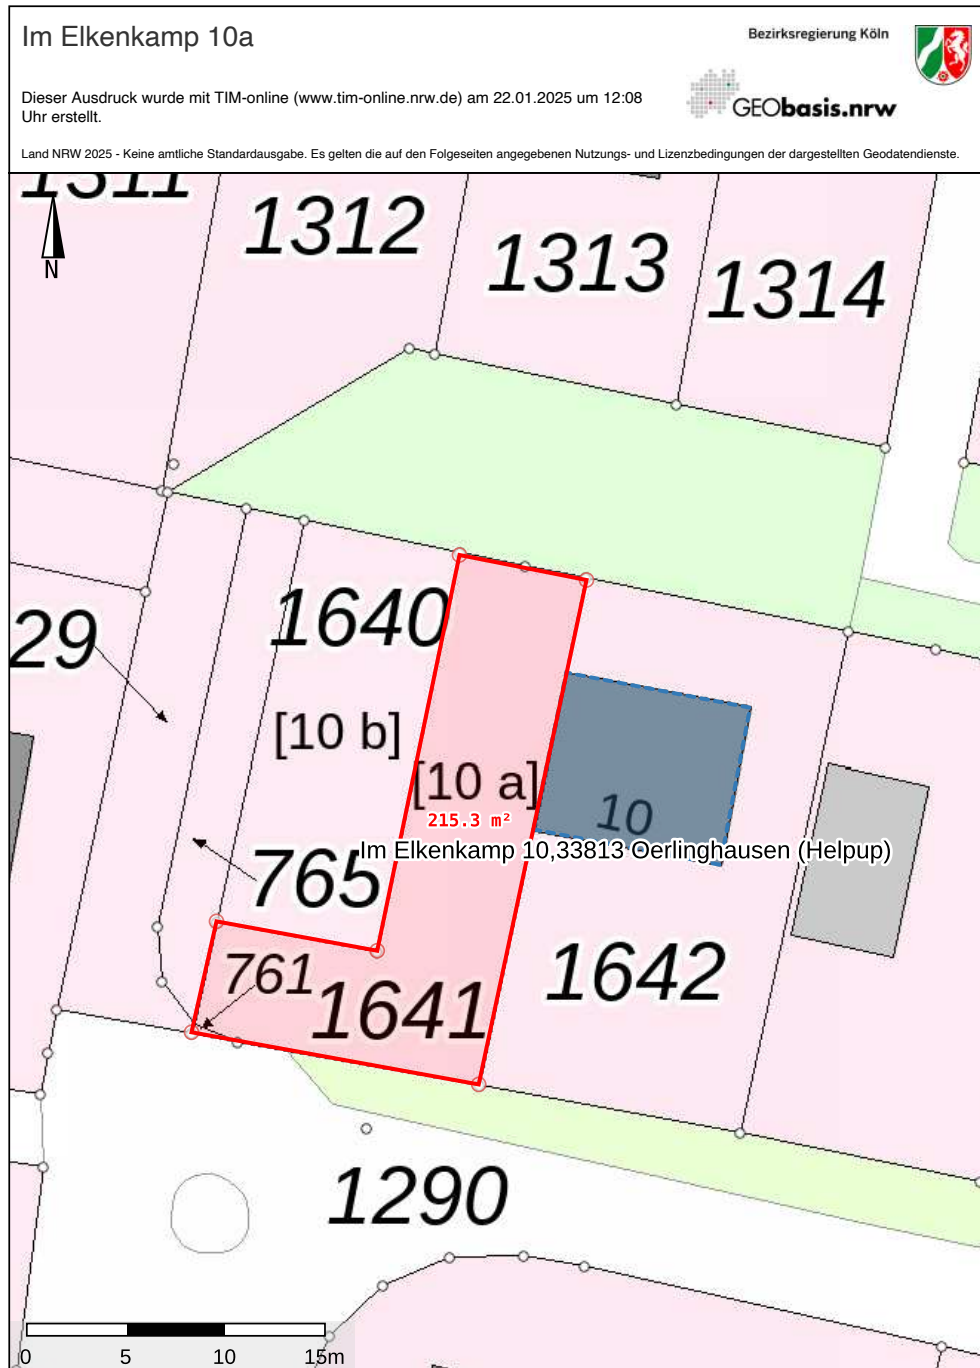 Im Elkenkamp 10a
Bezirksregierung Köln
Dieser Ausdruck wurde mit TIM-online (www.tim-online.nrw.de) am 22.01.2025 um 12:08
Uhr erstellt.
GEObasis.nrw
Land NRW 2025 - Keine amtliche Standardausgabe. Es gelten die auf den Folgeseiten angegebenen Nutzungs- und Lizenzbedingungen der dargestellten Geodatendienste.
1311
1312
1313
1314
N
1640
29
[10 b]
[10 a]
215.3 m²
10
Im Elkenkamp 10,33813 Oerlinghausen (Helpup)
765
761
1641
1642
1290
0 5 10 15m